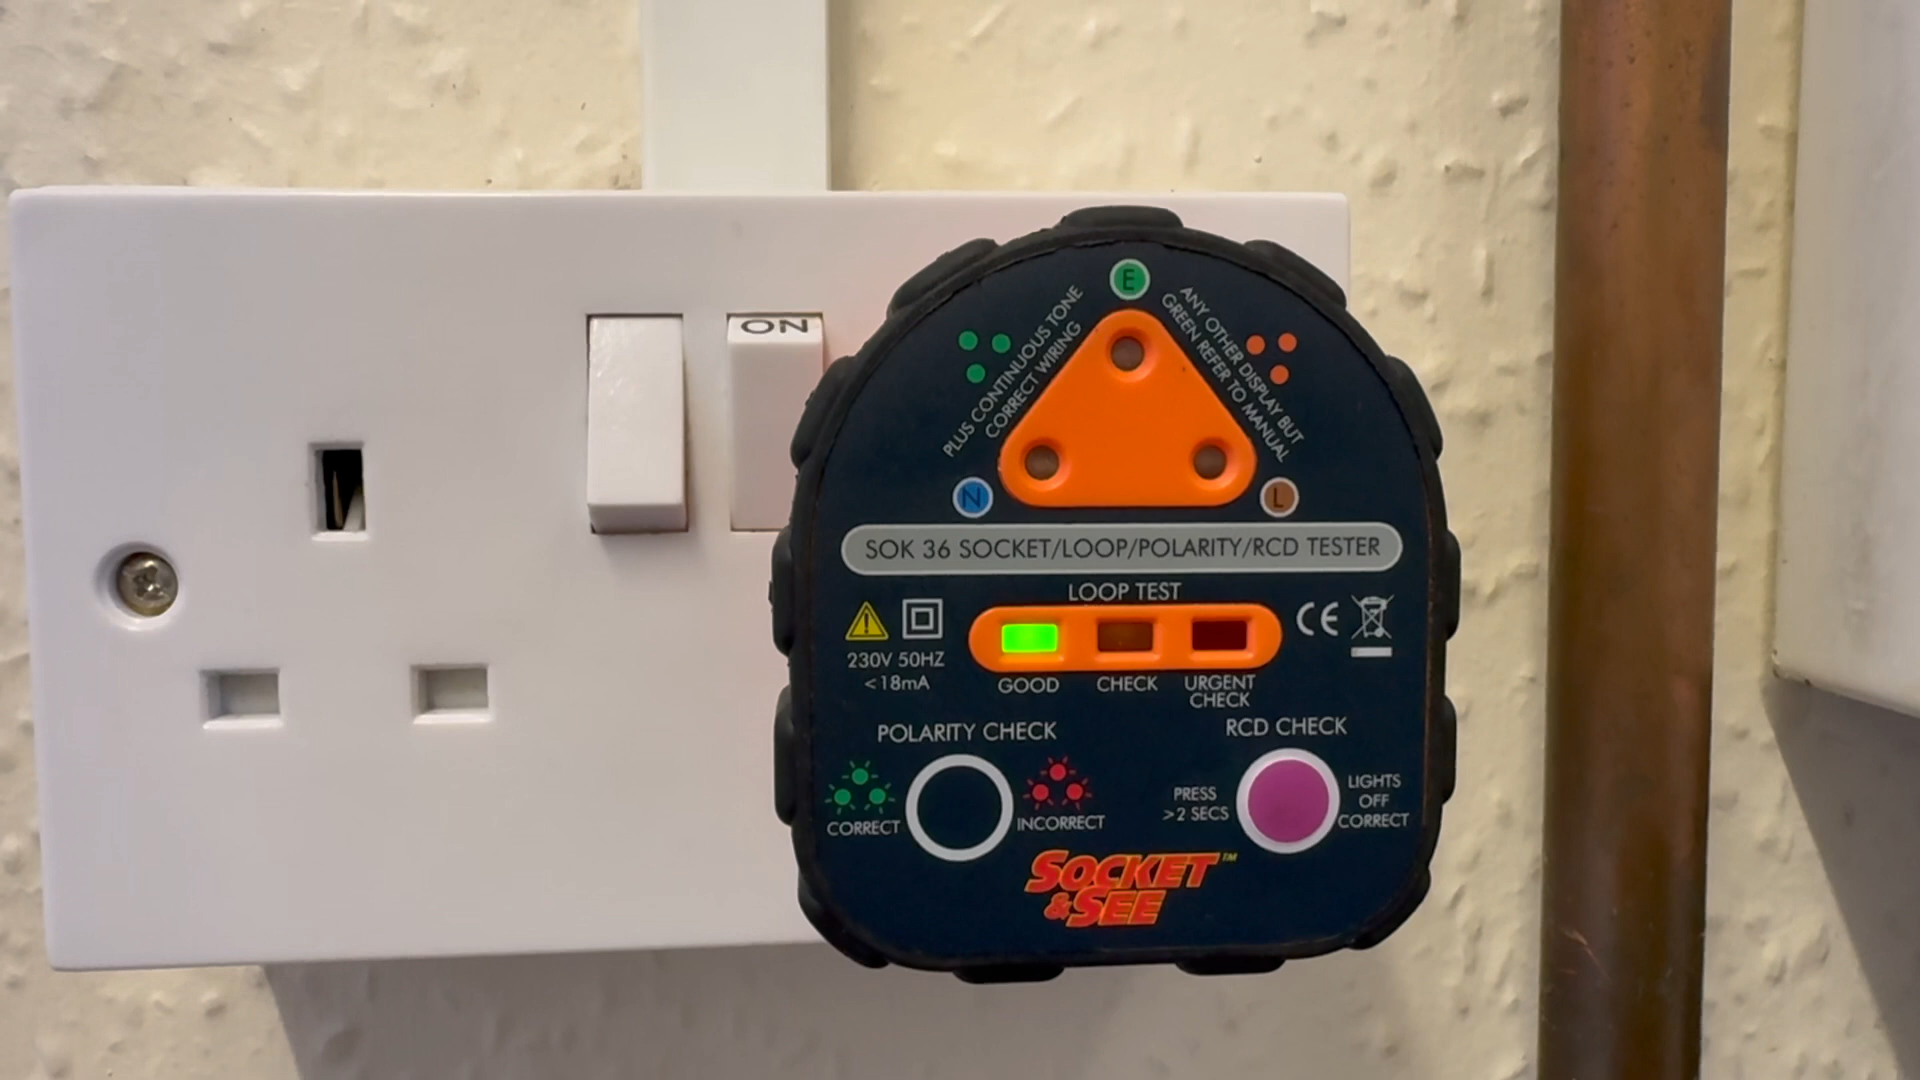 ON
E
PLUS CONTINUOUS TONE
CORRECT WIRING
ANY OTHER DISPLAY BUT
GREEN REFER TO MANUAL
N
L
SOK 36 SOCKET/LOOP/POLARITY/RCD TESTER
LOOP TEST
CE
230V 50HZ
<18mA
GOOD
CHECK
URGENT
CHECK
POLARITY CHECK
CORRECT
INCORRECT
RCD CHECK
PRESS
>2 SECS
LIGHTS
OFF
CORRECT
SOCKET™
&SEE